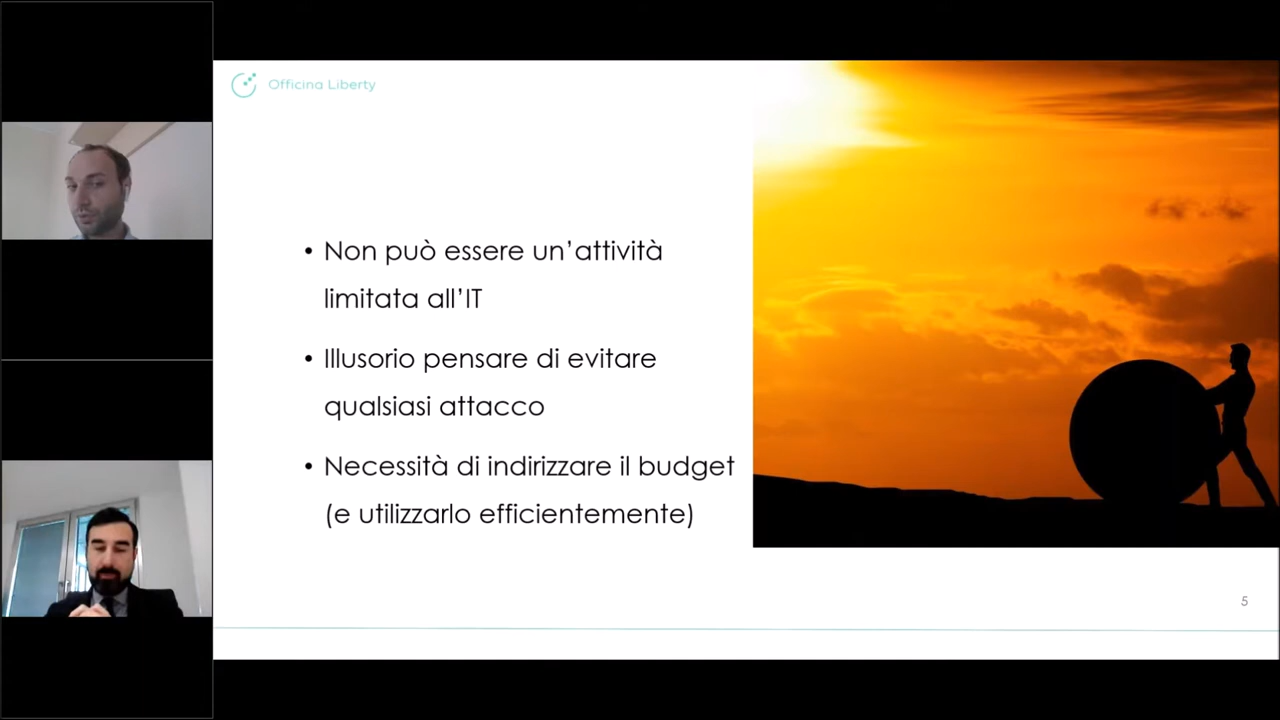 Officina Liberty
• Non può essere un’attività
limitata all’IT
• Illusorio pensare di evitare
qualsiasi attacco
• Necessità di indirizzare il budget
(e utilizzarlo efficientemente)
5